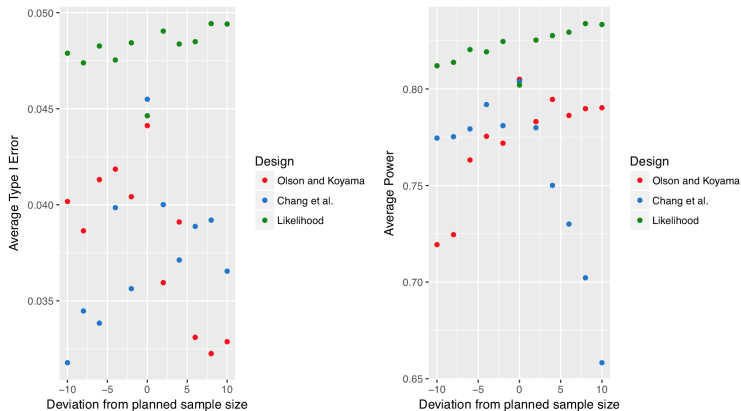 Average Type I Error
0.050
0.045
0.040
0.035
−10 −5 0 5 10
Deviation from planned sample size
Design
Olson and Koyama
Chang et al.
Likelihood
Average Power
0.80
0.75
0.70
0.65
−10 −5 0 5 10
Deviation from planned sample size
Design
Olson and Koyama
Chang et al.
Likelihood